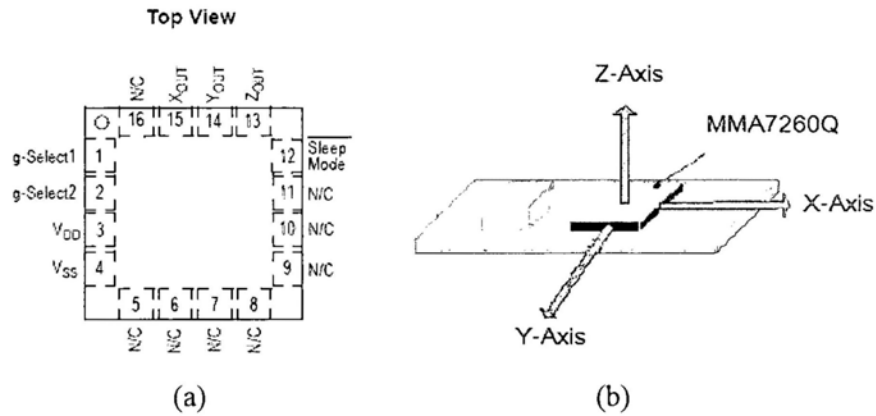 Top View
N/C
XOUT
YOUT
ZOUT
16
15
14
13
g-Select1
1
g-Select2
2
VDD
3
VSS
4
12
Sleep
Mode
11
N/C
10
N/C
9
N/C
5
6
7
8
N/C
N/C
N/C
N/C
(a)
Z-Axis
MMA7260Q
X-Axis
Y-Axis
(b)